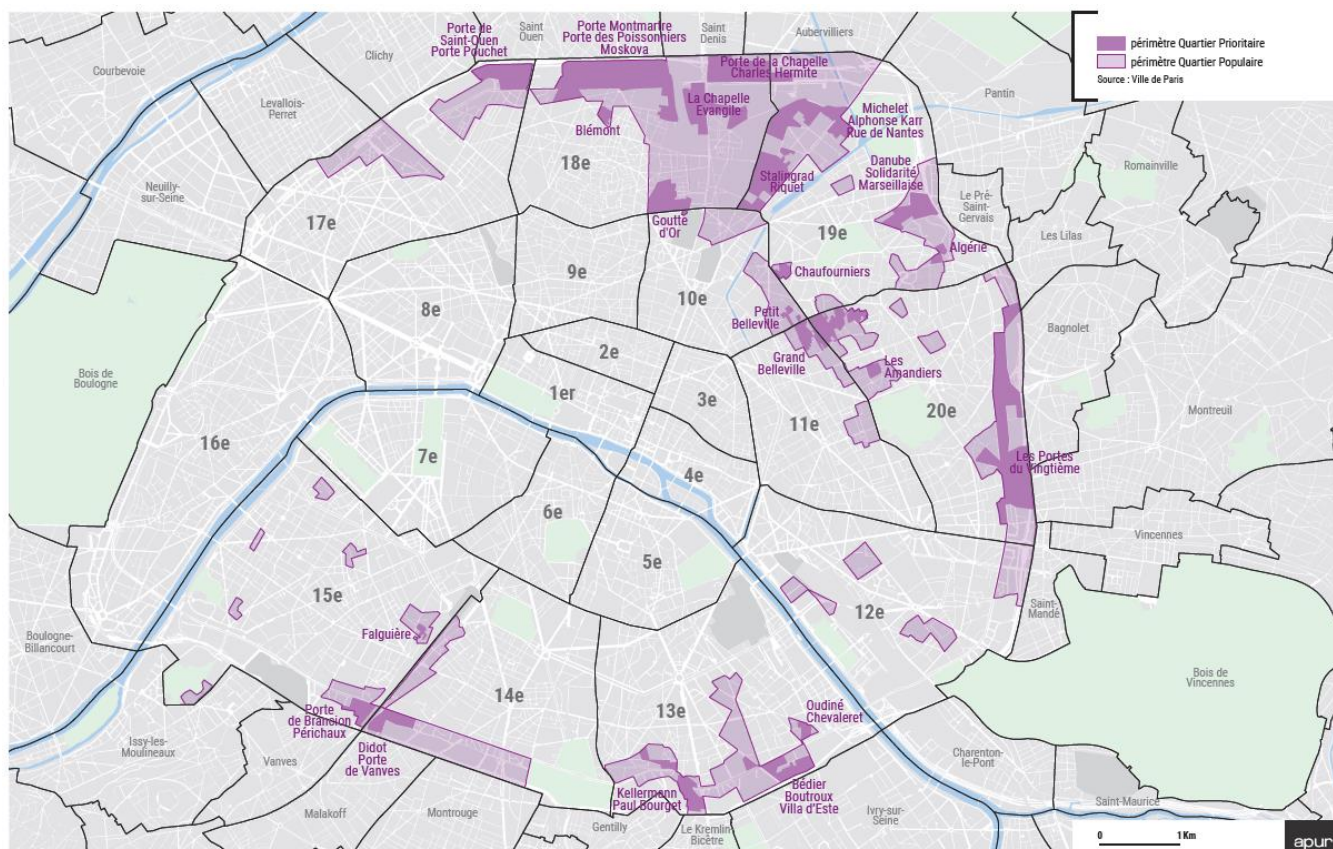 périmètre Quartier Prioritaire
périmètre Quartier Populaire
Source : Ville de Paris
Porte de
Saint-Ouen
Porte Pouchet
Saint
Ouen
Porte Montmartre
Porte des Poissonniers
Moskova
Saint
Denis
Aubervilliers
Clichy
Courbevoie
Levallois-
Perret
Porte de la Chapelle
Charles Hermite
Pantin
La Chapelle
Evangile
Michelet
Alphonse Karr
Rue de Nantes
Blémont
18e
Romainville
Neuilly-
sur-Seine
Stalingrad
Riquet
Danube
Solidarité
Marseillaise
Le Pré-
Saint-
Gervais
17e
Goutte
d'Or
19e
Les Lilas
Algérie
9e
Chaufourniers
8e
10e
Petit
Belleville
Bagnolet
2e
Grand
Belleville
Les
Amandiers
Bois de
Boulogne
1er
3e
20e
Montreuil
16e
11e
7e
Les Portes
du Vingtième
4e
6e
Vincennes
5e
15e
12e
Saint-
Mandé
Falguière
Boulogne-
Billancourt
Bois de
Vincennes
14e
13e
Oudiné
Chevaleret
Porte
de Brancion
Périchaux
Issy-les-
Moulineaux
Vanves
Didot
Porte
de Vanves
Charenton-
le-Pont
Kellermann
Paul Bourget
Bédier
Boutroux
Villa d'Este
Malakoff
Montrouge
Gentilly
Le Kremlin-
Bicêtre
Ivry-sur-
Seine
Saint-Maurice
0 1 Km
apur